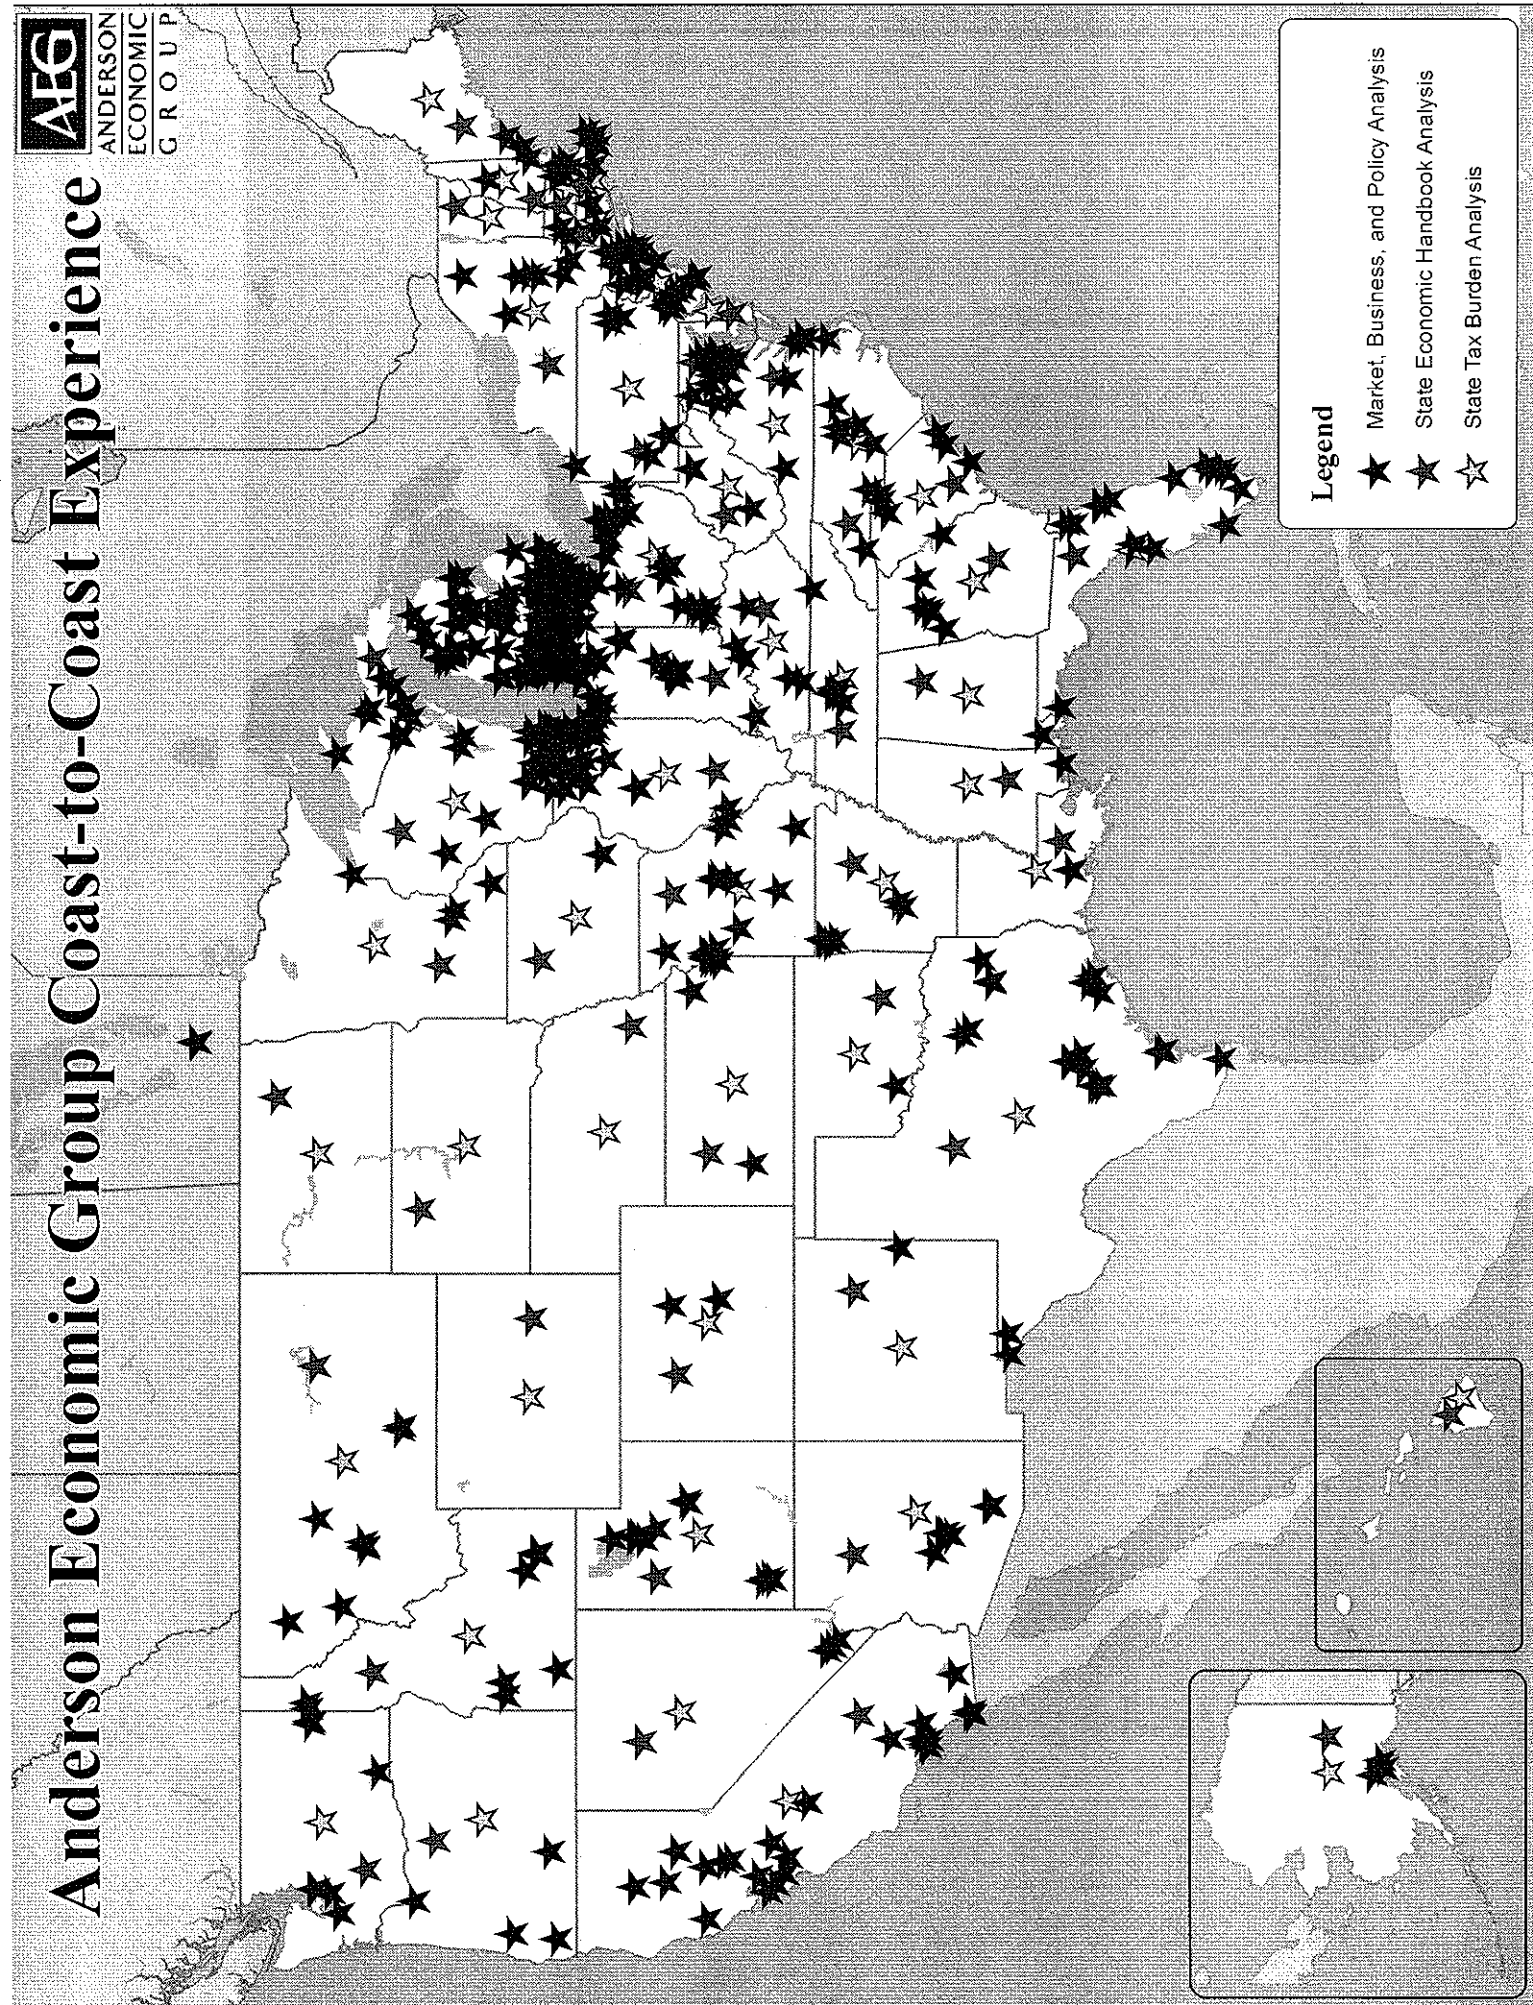 Anderson Economic Group Coast-to-Coast Experience
AEG
ANDERSON
ECONOMIC
GROUP
Legend
Market, Business, and Policy Analysis
State Economic Handbook Analysis
State Tax Burden Analysis